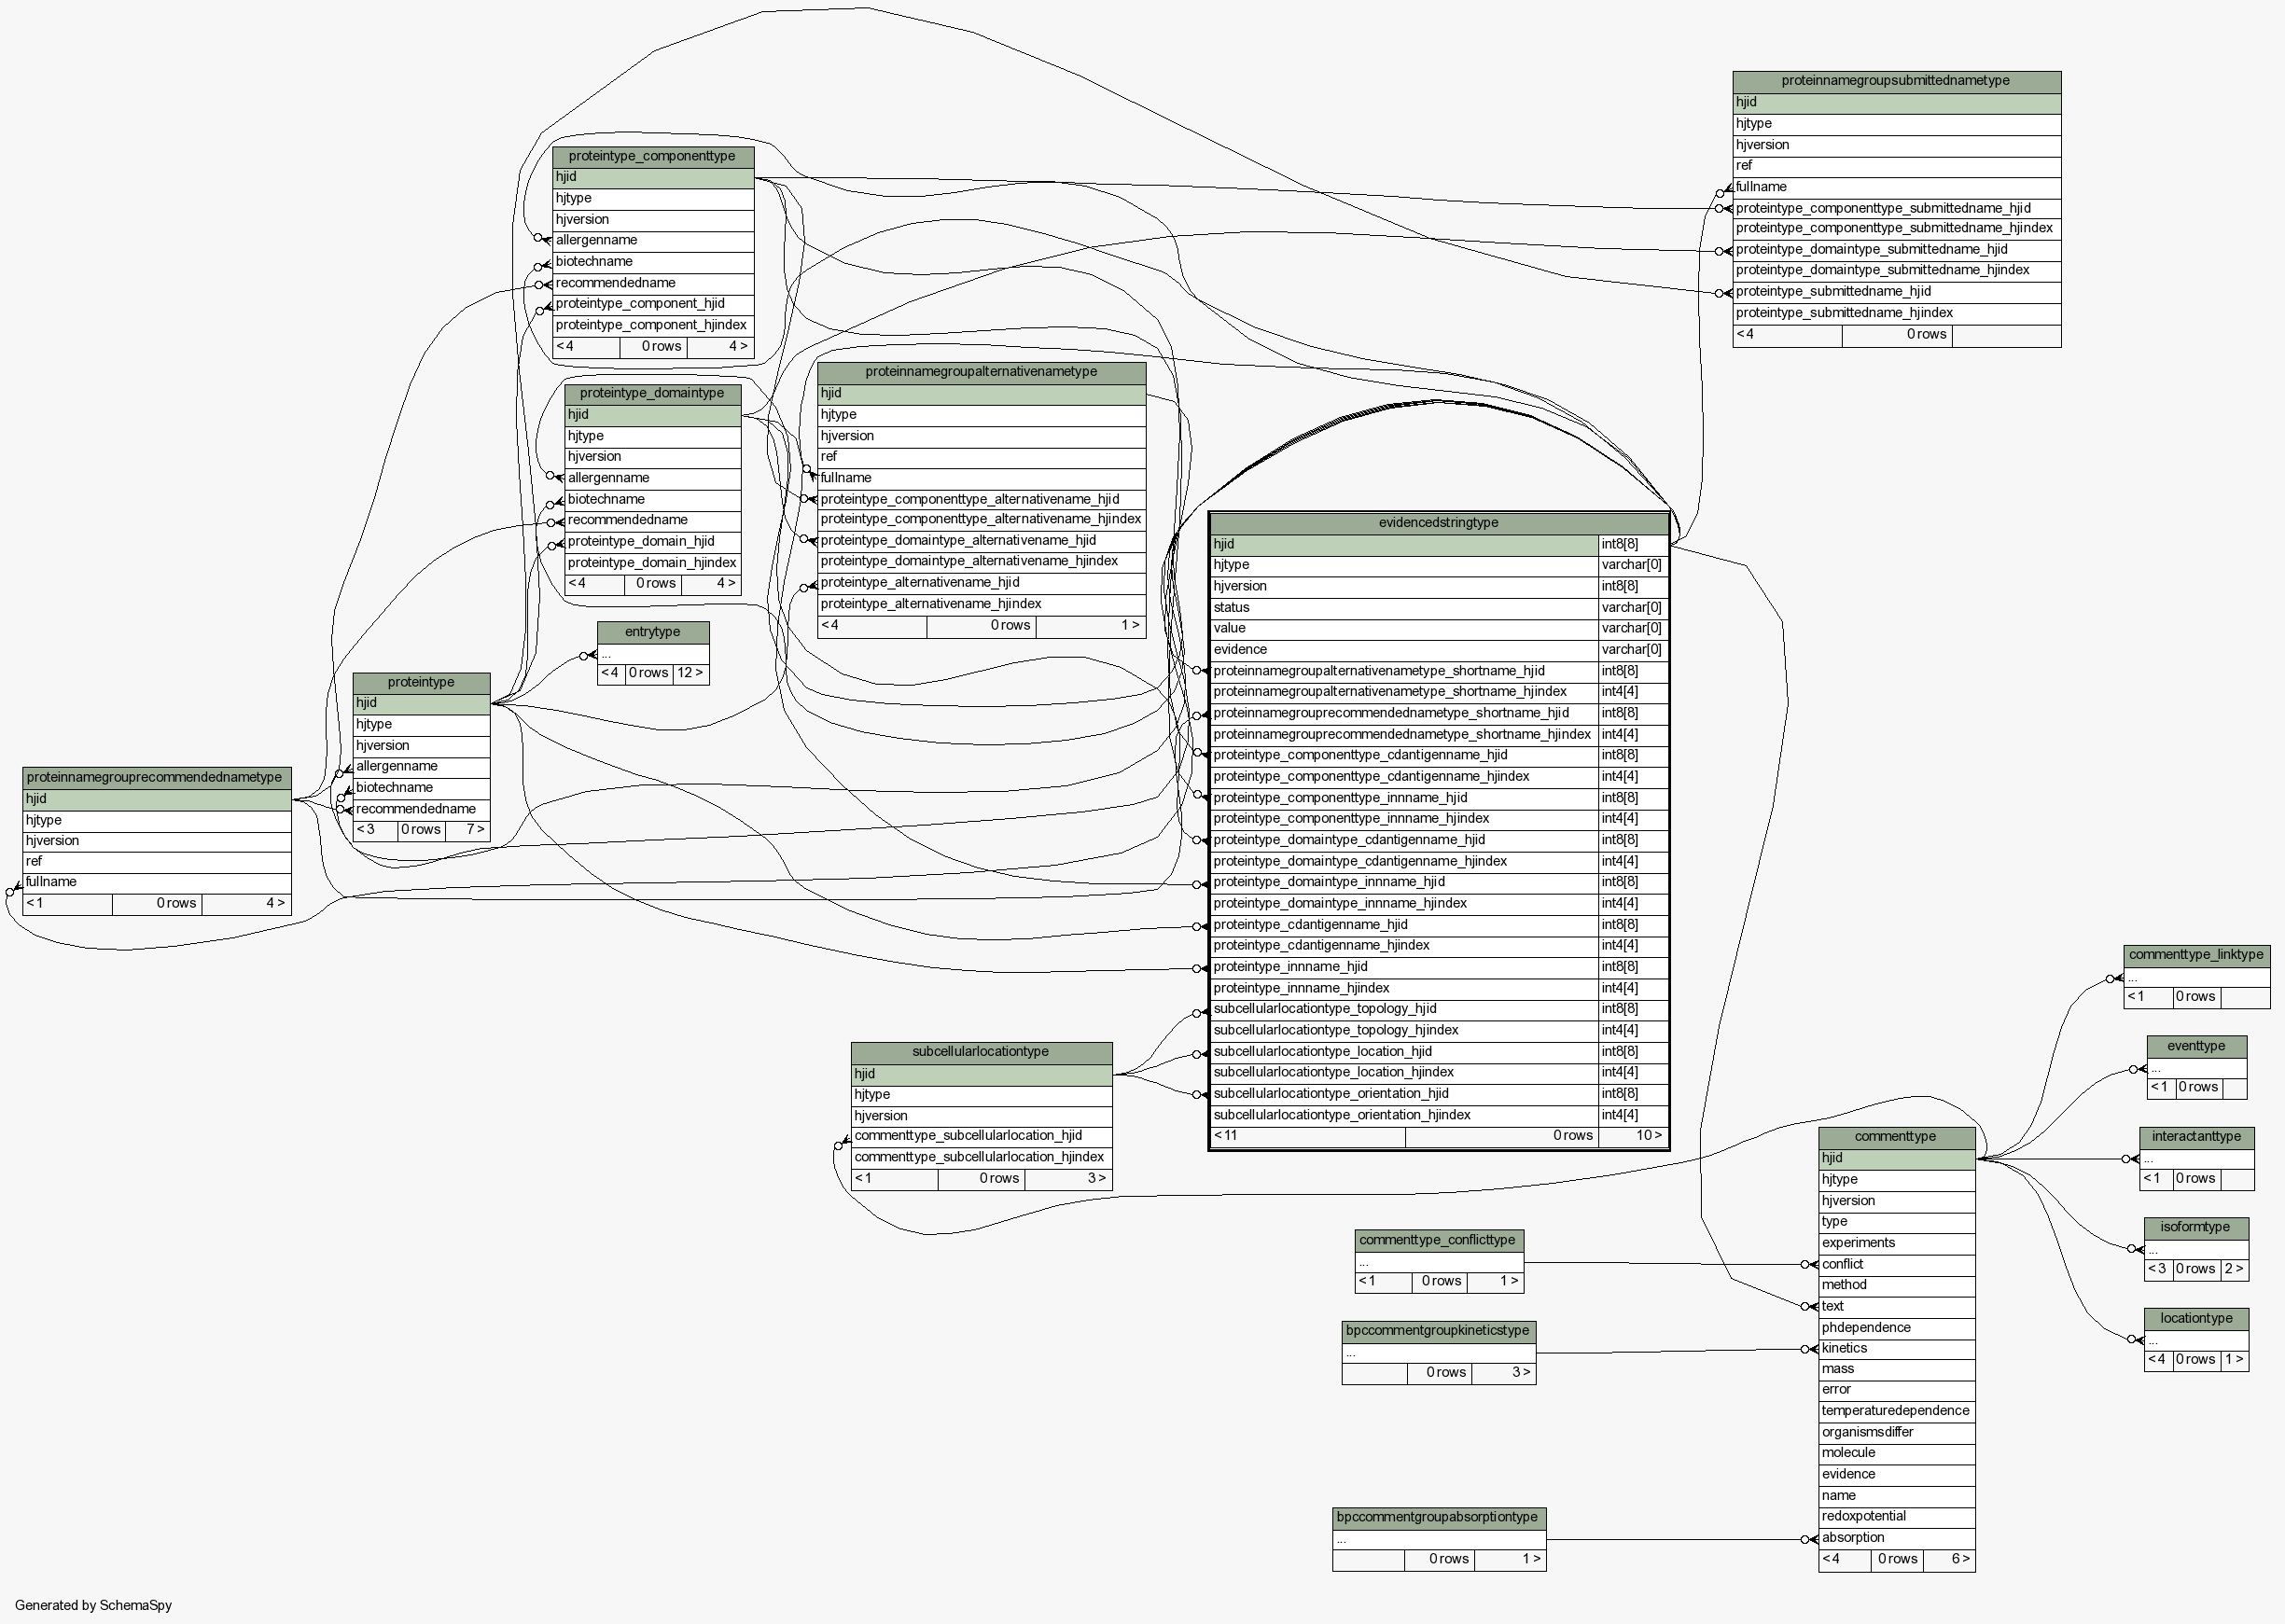 proteinnamegroupsubmittednametype
hjid
hjtype
hjversion
ref
fullname
proteintype_componenttype_submittedname_hjid
proteintype_componenttype_submittedname_hjindex
proteintype_domaintype_submittedname_hjid
proteintype_domaintype_submittedname_hjindex
proteintype_submittedname_hjid
proteintype_submittedname_hjindex
< 4 0 rows
proteintype_componenttype
hjid
hjtype
hjversion
allergenname
biotechname
recommendedname
proteintype_component_hjid
proteintype_component_hjindex
< 4 0 rows 4 >
proteinnamegroupalternativenametype
hjid
hjtype
hjversion
ref
fullname
proteintype_componenttype_alternativename_hjid
proteintype_componenttype_alternativename_hjindex
proteintype_domaintype_alternativename_hjid
proteintype_domaintype_alternativename_hjindex
proteintype_alternativename_hjid
proteintype_alternativename_hjindex
< 4 0 rows 1 >
proteintype_domaintype
hjid
hjtype
hjversion
allergenname
biotechname
recommendedname
proteintype_domain_hjid
proteintype_domain_hjindex
< 4 0 rows 4 >
evidencedstringtype
hjid int8[8]
hjtype varchar[0]
hjversion int8[8]
status varchar[0]
value varchar[0]
evidence varchar[0]
proteinnamegroupalternativenametype_shortname_hjid int8[8]
proteinnamegroupalternativenametype_shortname_hjindex int4[4]
proteinnamegrouprecommendednametype_shortname_hjid int8[8]
proteinnamegrouprecommendednametype_shortname_hjindex int4[4]
proteintype_componenttype_cdantigenname_hjid int8[8]
proteintype_componenttype_cdantigenname_hjindex int4[4]
proteintype_componenttype_innname_hjid int8[8]
proteintype_componenttype_innname_hjindex int4[4]
proteintype_domaintype_cdantigenname_hjid int8[8]
proteintype_domaintype_cdantigenname_hjindex int4[4]
proteintype_domaintype_innname_hjid int8[8]
proteintype_domaintype_innname_hjindex int4[4]
proteintype_cdantigenname_hjid int8[8]
proteintype_cdantigenname_hjindex int4[4]
proteintype_innname_hjid int8[8]
proteintype_innname_hjindex int4[4]
subcellularlocationtype_topology_hjid int8[8]
subcellularlocationtype_topology_hjindex int4[4]
subcellularlocationtype_location_hjid int8[8]
subcellularlocationtype_location_hjindex int4[4]
subcellularlocationtype_orientation_hjid int8[8]
subcellularlocationtype_orientation_hjindex int4[4]
< 11 0 rows 10 >
entrytype
...
< 4 0 rows 12 >
proteintype
hjid
hjtype
hjversion
allergenname
biotechname
recommendedname
< 3 0 rows 7 >
proteinnamegrouprecommendednametype
hjid
hjtype
hjversion
ref
fullname
< 1 0 rows 4 >
subcellularlocationtype
hjid
hjtype
hjversion
commenttype_subcellularlocation_hjid
commenttype_subcellularlocation_hjindex
< 1 0 rows 3 >
commenttype_linktype
...
< 1 0 rows
eventtype
...
< 1 0 rows
interactanttype
...
< 1 0 rows
isoformtype
...
< 3 0 rows 2 >
locationtype
...
< 4 0 rows 1 >
commenttype
hjid
hjtype
hjversion
type
experiments
conflict
method
text
phdependence
kinetics
mass
error
temperaturedependence
organismsdiffer
molecule
evidence
name
redoxpotential
absorption
< 4 0 rows 6 >
commenttype_conflicttype
...
< 1 0 rows 1 >
bpccommentgroupkineticstype
...
0 rows 3 >
bpccommentgroupabsorptiontype
...
0 rows 1 >
Generated by SchemaSpy